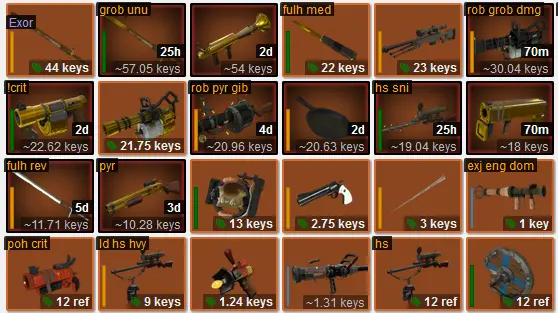 Exor
44 keys
grob unu
25h
~57.05 keys
2d
~54 keys
fulh med
22 keys
23 keys
rob grob dmg
70m
~30.04 keys
!crit
2d
~22.62 keys
21.75 keys
rob pyr gib
4d
~20.96 keys
2d
~20.63 keys
hs sni
25h
~19.04 keys
70m
~18 keys
fulh rev
5d
~11.71 keys
pyr
3d
~10.28 keys
13 keys
2.75 keys
3 keys
exj eng dom
1 key
poh crit
12 ref
ld hs hvy
9 keys
1.24 keys
~1.31 keys
hs
12 ref
12 ref